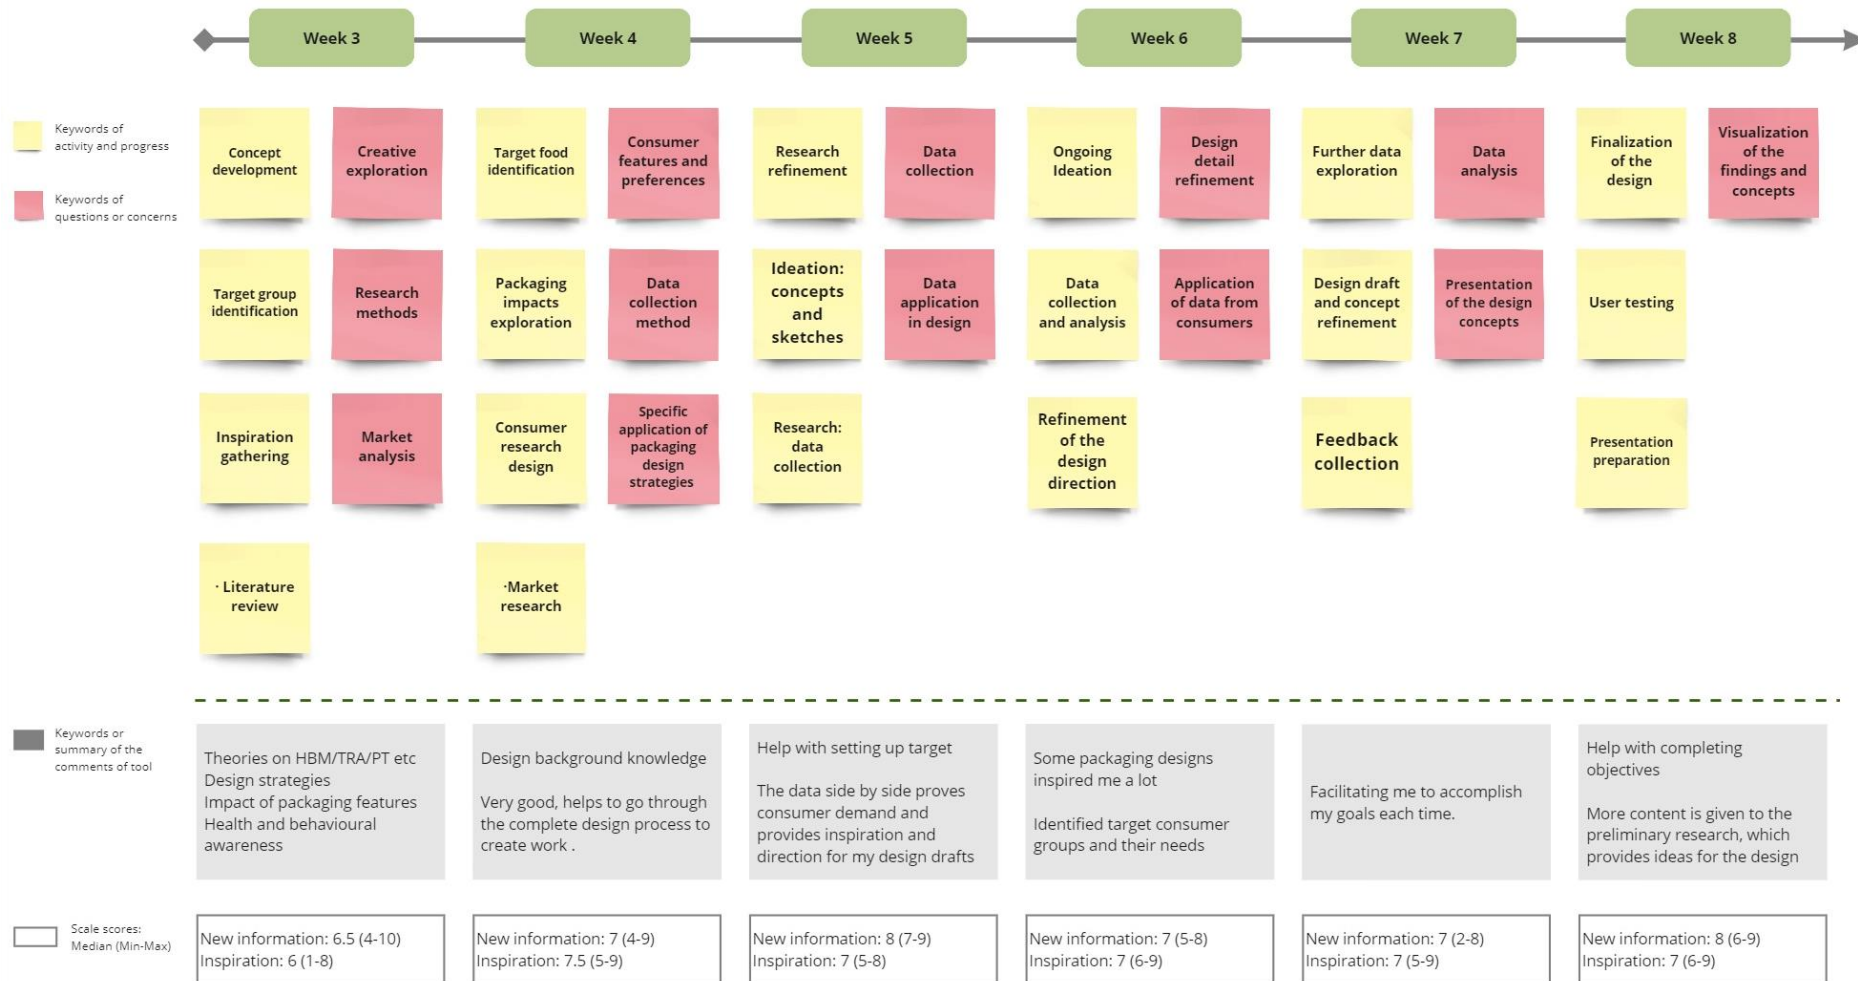 Week 3
Week 4
Week 5
Week 6
Week 7
Week 8
Keywords of
activity and progress
Keywords of
questions or concerns
Concept
development
Creative
exploration
Target food
identification
Consumer
features and
preferences
Research
refinement
Data
collection
Ongoing
Ideation
Design
detail
refinement
Further data
exploration
Data
analysis
Finalization
of the
design
Visualization
of the
findings and
concepts
Target group
identification
Research
methods
Packaging
impacts
exploration
Data
collection
method
Ideation:
concepts
and
sketches
Data
application
in design
Data
collection
and analysis
Application
of data from
consumers
Design draft
and concept
refinement
Presentation
of the design
concepts
User testing
Inspiration
gathering
Market
analysis
Consumer
research
design
Specific
application of
packaging
design
strategies
Research:
data
collection
Refinement
of the
design
direction
Feedback
collection
Presentation
preparation
· Literature
review
·Market
research
Keywords or
summary of the
comments of tool
Theories on HBM/TRA/PT etc
Design strategies
Impact of packaging features
Health and behavioural
awareness
Design background knowledge
Very good, helps to go through
the complete design process to
create work .
Help with setting up target
The data side by side proves
consumer demand and
provides inspiration and
direction for my design drafts
Some packaging designs
inspired me a lot
Identified target consumer
groups and their needs
Facilitating me to accomplish
my goals each time.
Help with completing
objectives
More content is given to the
preliminary research, which
provides ideas for the design
Scale scores:
Median (Min-Max)
New information: 6.5 (4-10)
Inspiration: 6 (1-8)
New information: 7 (4-9)
Inspiration: 7.5 (5-9)
New information: 8 (7-9)
Inspiration: 7 (5-8)
New information: 7 (5-8)
Inspiration: 7 (6-9)
New information: 7 (2-8)
Inspiration: 7 (5-9)
New information: 8 (6-9)
Inspiration: 7 (6-9)